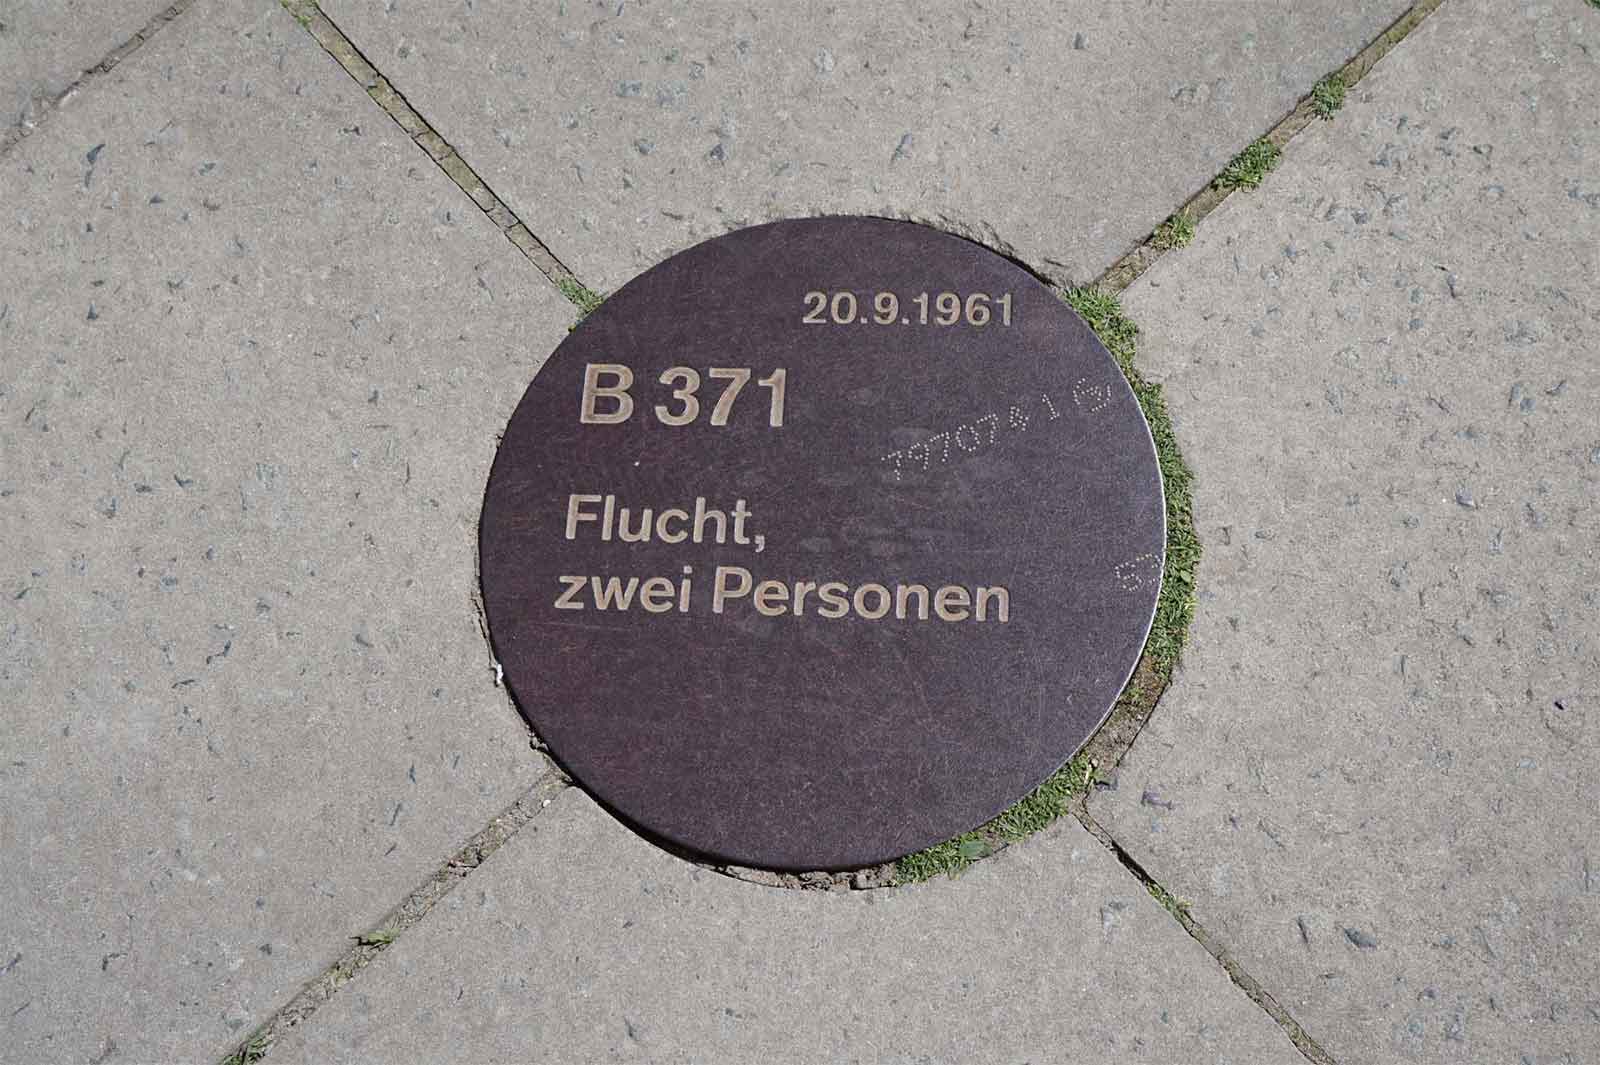 20.9.1961
B 371
Flucht,
zwei Personen